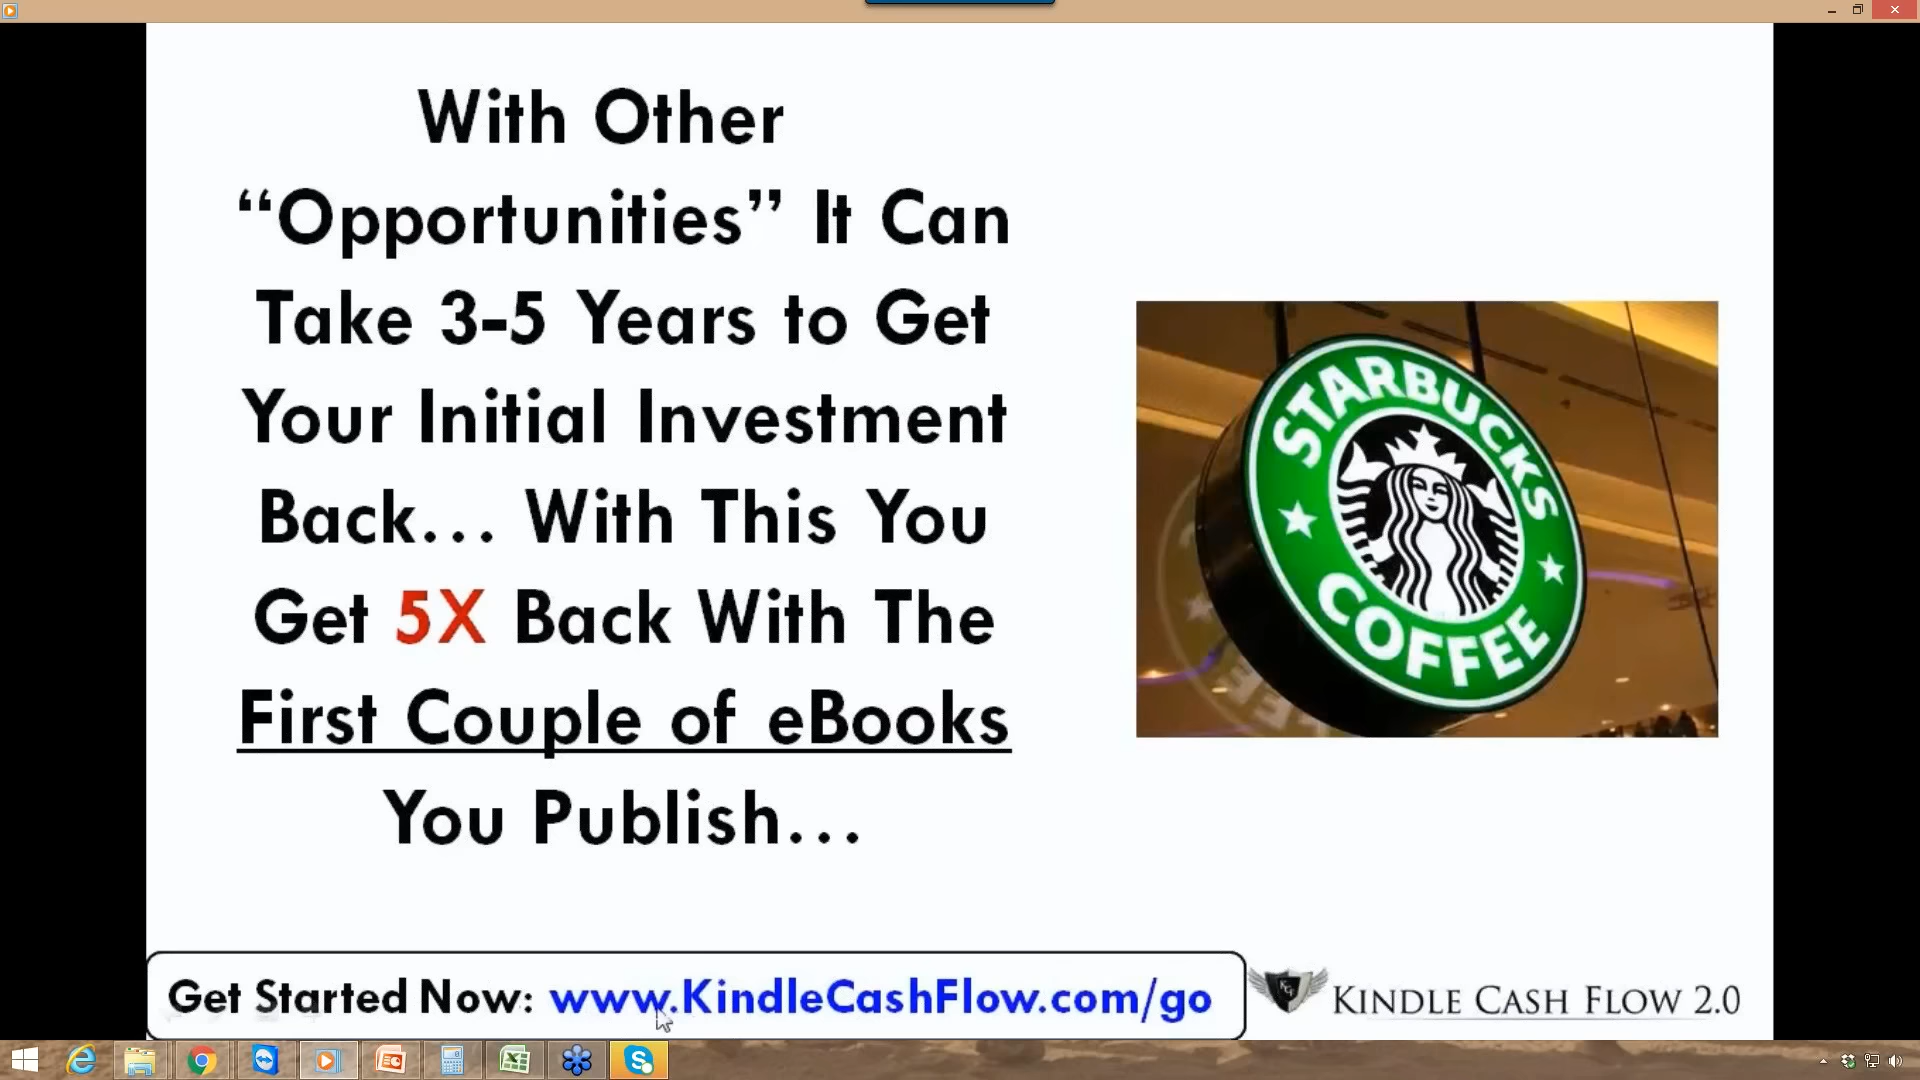 With Other
“Opportunities” It Can
Take 3-5 Years to Get
Your Initial Investment
Back… With This You
Get 5X Back With The
First Couple of eBooks
You Publish…
STARBUCKS
COFFEE
Get Started Now: www.KindleCashFlow.com/go
KCF
KINDLE CASH FLOW 2.0